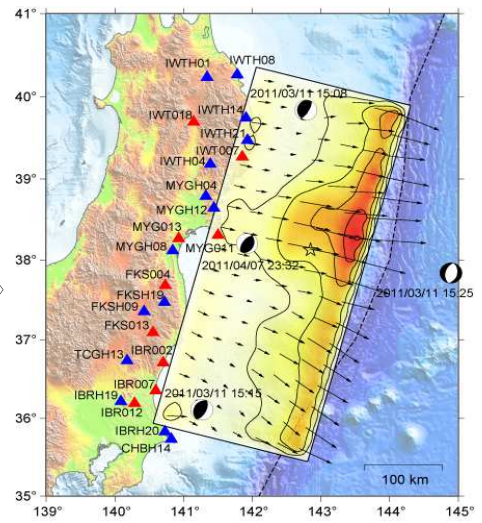 41°
40°
39°
38°
37°
36°
35°
IWTH01
IWTH08
2011/03/11 15:08
IWT018
IWTH14
IWTH21
IWT007
IWTH04
MYGH04
MYGH12
MYG013
MYGH08
MYG011
2011/04/07 23:32
FKS004
2011/03/11 15:25
FKSH19
FKSH09
FKS013
TCGH13
IBR002
IBR007
2011/03/11 15:15
IBRH19
IBR012
IBRH20
CHBH14
100 km
139°
140°
141°
142°
143°
144°
145°